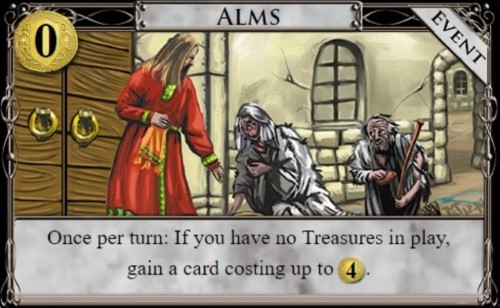 ALMS
0
EVENT
Once per turn: If you have no Treasures in play,
gain a card costing up to 4.